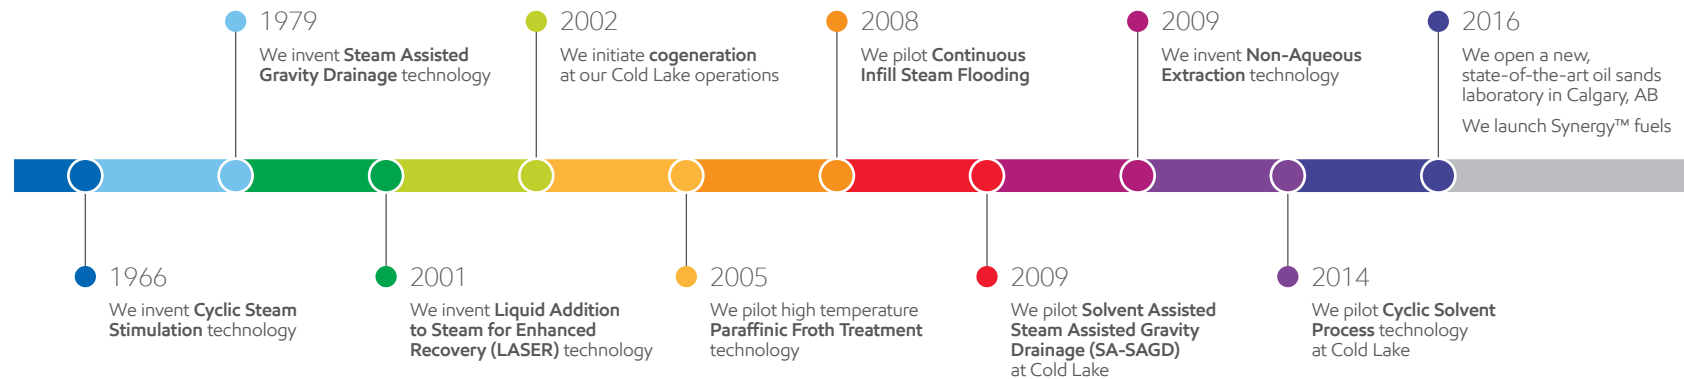 1979
We invent Steam Assisted
Gravity Drainage technology
2002
We initiate cogeneration
at our Cold Lake operations
2008
We pilot Continuous
Infill Steam Flooding
2009
We invent Non-Aqueous
Extraction technology
2016
We open a new,
state-of-the-art oil sands
laboratory in Calgary, AB
We launch Synergy™ fuels
1966
We invent Cyclic Steam
Stimulation technology
2001
We invent Liquid Addition
to Steam for Enhanced
Recovery (LASER) technology
2005
We pilot high temperature
Paraffinic Froth Treatment
technology
2009
We pilot Solvent Assisted
Steam Assisted Gravity
Drainage (SA-SAGD)
at Cold Lake
2014
We pilot Cyclic Solvent
Process technology
at Cold Lake